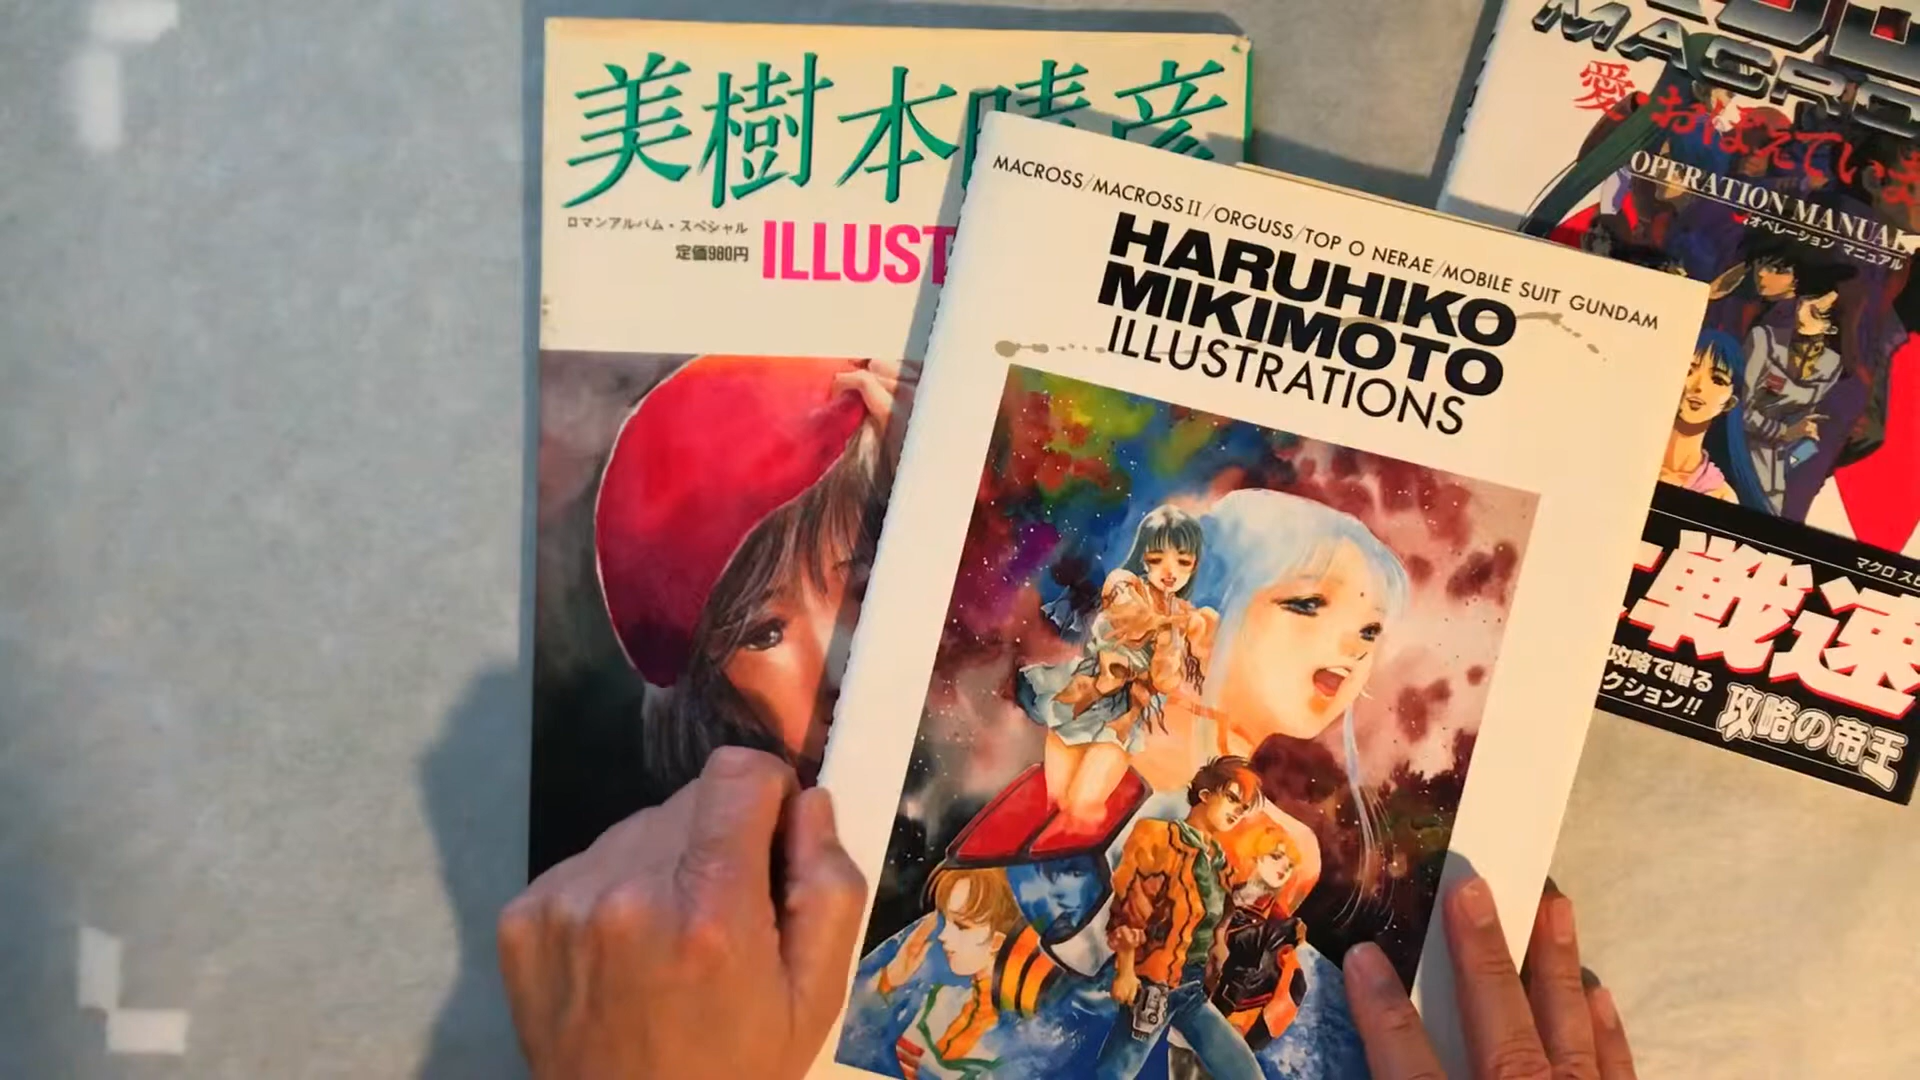 美樹本晴彦
ロマンアルバム・スペシャル
定価980円
ILLUST
MACROSS/MACROSSⅡ/ORGUSS/TOP O NERAE/MOBILE SUIT GUNDAM
HARUHIKO
MIKIMOTO
ILLUSTRATIONS
MACRO
愛・おぼえていま
OPERATION MANUAL
オペレーション マニュアル
マクロス
戦速
攻略で贈る
クション!!
攻略の帝王